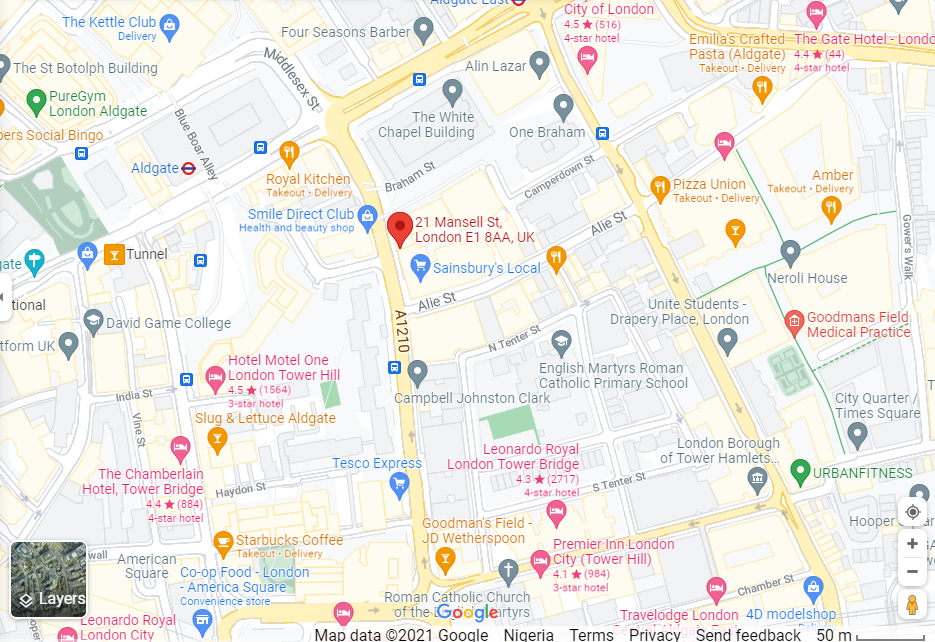 Aldgate East
City of London
4.5 ★ (516)
4-star hotel
The Kettle Club
Delivery
Four Seasons Barber
Emilia's Crafted
Pasta (Aldgate)
Takeout • Delivery
The Gate Hotel - Londo
4.4 ★ (44)
4-star hotel
Middlesex St
Alin Lazar
The St Botolph Building
PureGym
London Aldgate
The White
Chapel Building
One Braham
pers Social Bingo
Blue Boar Alley
Aldgate
Royal Kitchen
Takeout • Delivery
Braham St
Camperdown St
Pizza Union
Takeout • Delivery
Amber
Takeout • Delivery
Smile Direct Club
Health and beauty shop
21 Mansell St,
London E1 8AA, UK
Alie St
Gower's Walk
gate
Tunnel
Sainsbury's Local
Neroli House
Alie St
tional
David Game College
A1210
Unite Students -
Drapery Place, London
Goodmans Field
Medical Practice
tform UK
N Tenter St
Hotel Motel One
London Tower Hill
4.5 ★ (1564)
3-star hotel
English Martyrs Roman
Catholic Primary School
India St
Vine St
Campbell Johnston Clark
City Quarter /
Times Square
Slug & Lettuce Aldgate
Leonardo Royal
London Tower Bridge
4.3 ★ (2717)
4-star hotel
London Borough
of Tower Hamlets...
Tesco Express
The Chamberlain
Hotel, Tower Bridge
4.4 ★ (884)
4-star hotel
Haydon St
S Tenter St
URBANFITNESS
Goodman's Field -
JD Wetherspoon
Hooper Square
Starbucks Coffee
Takeout • Delivery
wall
American
Square
Premier Inn London
City (Tower Hill)
4.1 ★ (984)
3-star hotel
Co-op Food - London
- America Square
Convenience store
Chamber St
Layers
Roman Catholic Church
of the English Martyrs
Google
Leonardo Royal
London City
Travelodge London
4D modelshop
Map data ©2021 Google Nigeria Terms Privacy Send feedback 50 m